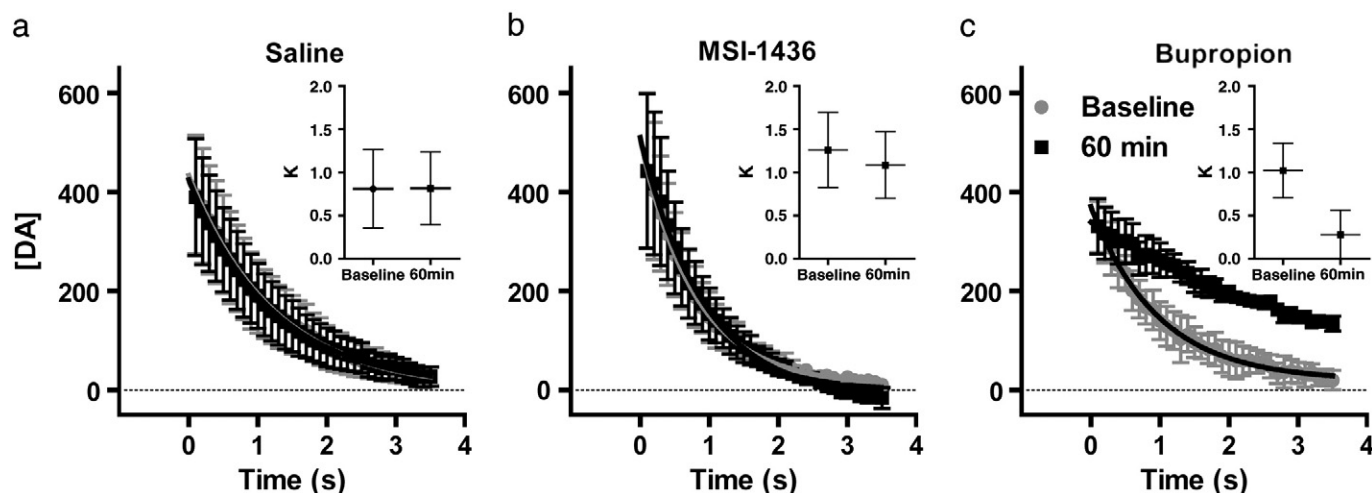 a
Saline
[DA]
600
400
200
0
0 1 2 3 4
Time (s)
K
2.0
1.5
1.0
0.5
0.0
Baseline 60min
b
MSI-1436
600
400
200
0
0 1 2 3 4
Time (s)
K
2.0
1.5
1.0
0.5
0.0
Baseline 60min
c
Bupropion
Baseline
60 min
600
400
200
0
0 1 2 3 4
Time (s)
K
2.0
1.5
1.0
0.5
0.0
Baseline 60min